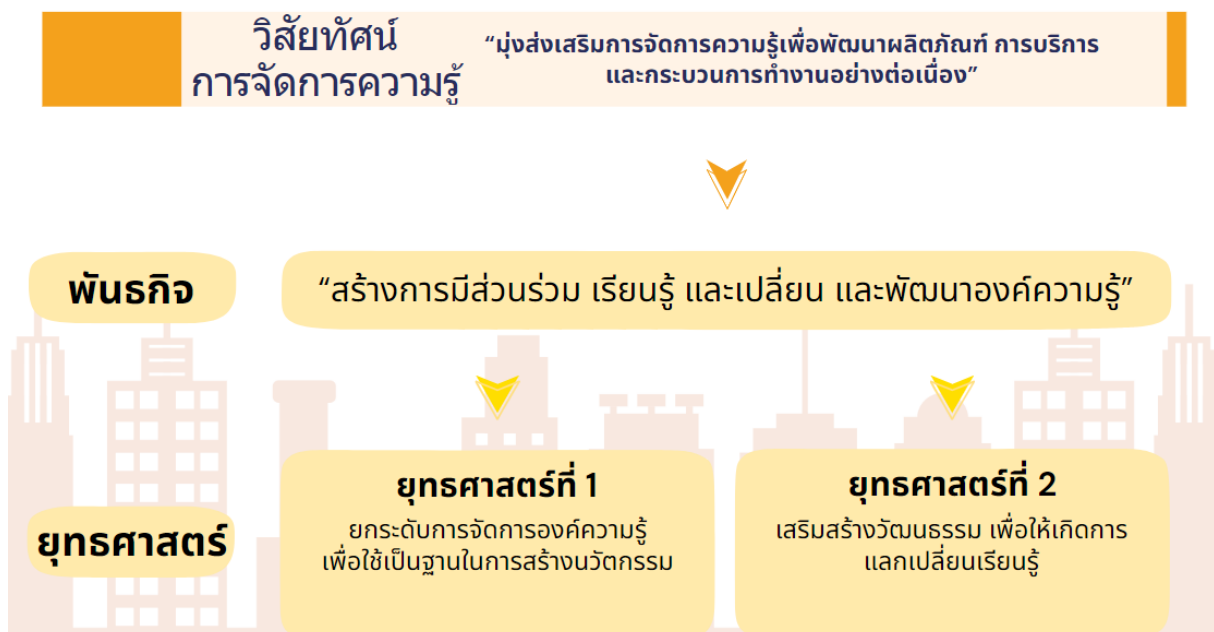 วิสัยทัศน์
การจัดการความรู้
“มุ่งส่งเสริมการจัดการความรู้เพื่อพัฒนาผลิตภัณฑ์ การบริการ
และกระบวนการทำงานอย่างต่อเนื่อง”
พันธกิจ
“สร้างการมีส่วนร่วม เรียนรู้ และเปลี่ยน และพัฒนาองค์ความรู้”
ยุทธศาสตร์
ยุทธศาสตร์ที่ 1
ยกระดับการจัดการองค์ความรู้
เพื่อใช้เป็นฐานในการสร้างนวัตกรรม
ยุทธศาสตร์ที่ 2
เสริมสร้างวัฒนธรรม เพื่อให้เกิดการ
แลกเปลี่ยนเรียนรู้